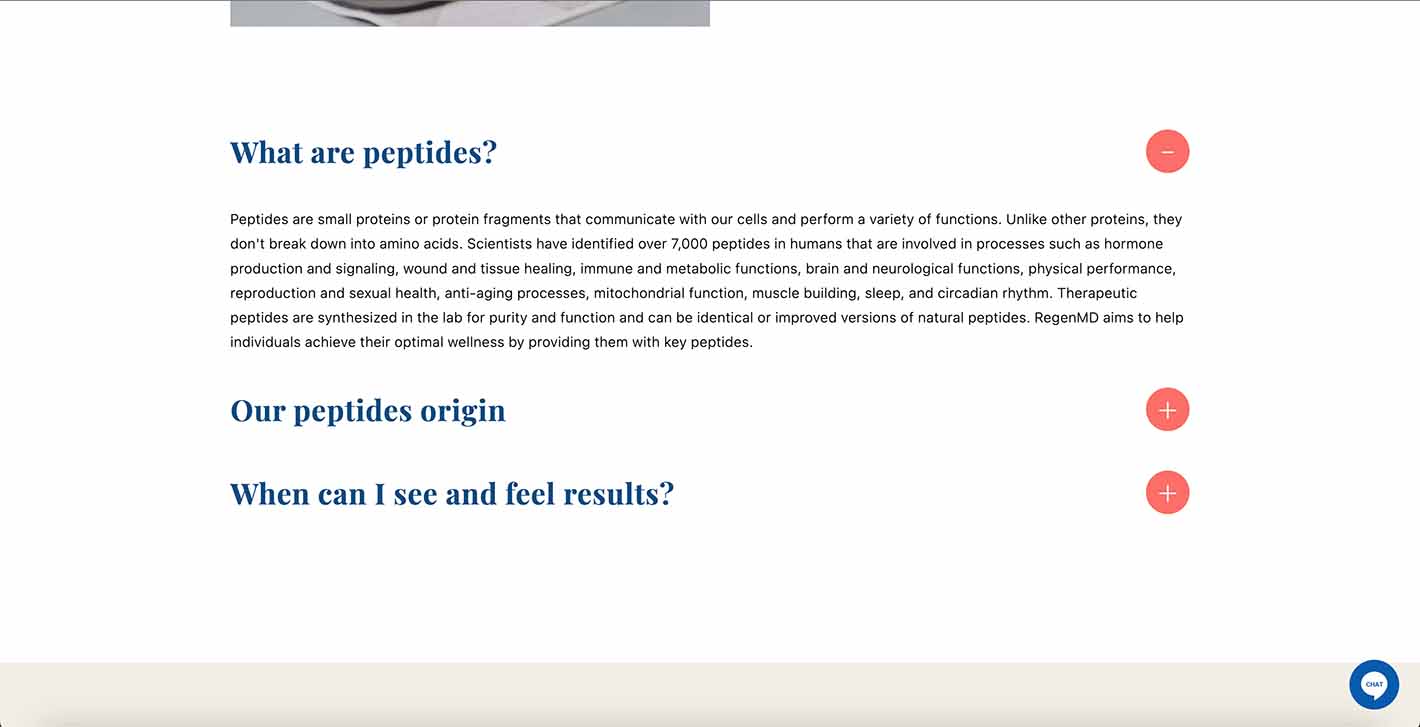 What are peptides?
Peptides are small proteins or protein fragments that communicate with our cells and perform a variety of functions. Unlike other proteins, they
don't break down into amino acids. Scientists have identified over 7,000 peptides in humans that are involved in processes such as hormone
production and signaling, wound and tissue healing, immune and metabolic functions, brain and neurological functions, physical performance,
reproduction and sexual health, anti-aging processes, mitochondrial function, muscle building, sleep, and circadian rhythm. Therapeutic
peptides are synthesized in the lab for purity and function and can be identical or improved versions of natural peptides. RegenMD aims to help
individuals achieve their optimal wellness by providing them with key peptides.
Our peptides origin
When can I see and feel results?
CHAT